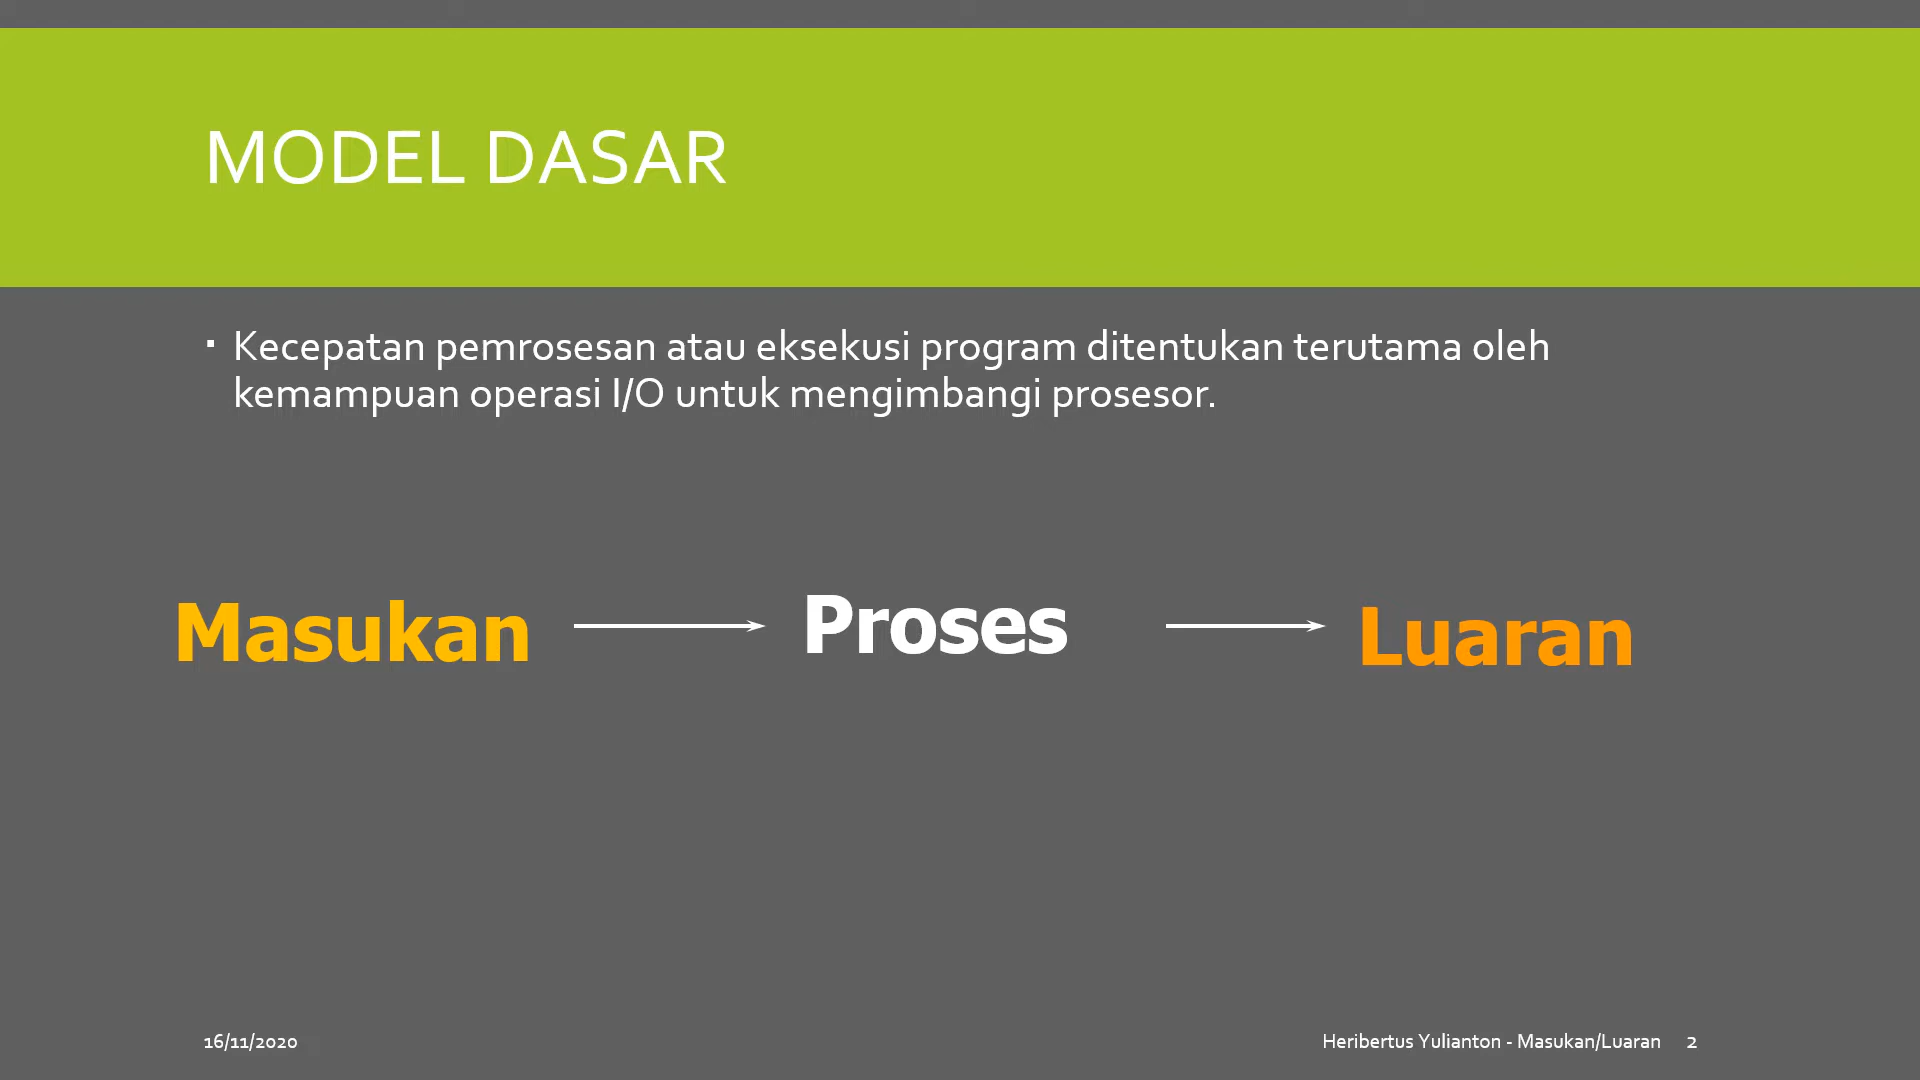 MODEL DASAR
▪ Kecepatan pemrosesan atau eksekusi program ditentukan terutama oleh
kemampuan operasi I/O untuk mengimbangi prosesor.
Masukan
Proses
Luaran
16/11/2020
Heribertus Yulianton - Masukan/Luaran 2